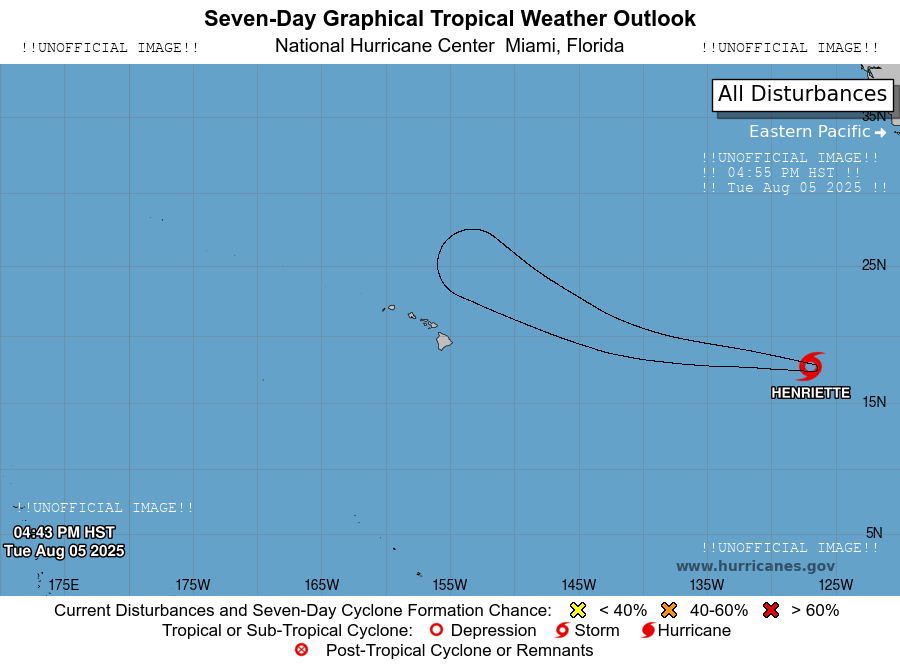 Seven-Day Graphical Tropical Weather Outlook
National Hurricane Center Miami, Florida
!!UNOFFICIAL IMAGE!!
!!UNOFFICIAL IMAGE!!
All Disturbances
35N
Eastern Pacific
!!UNOFFICIAL IMAGE!!
!! 04:55 PM HST !!
!! Tue Aug 05 2025 !!
25N
HENRIETTE
15N
!!UNOFFICIAL IMAGE!!
04:43 PM HST
Tue Aug 05 2025
5N
!!UNOFFICIAL IMAGE!!
www.hurricanes.gov
175E 175W 165W 155W 145W 135W 125W
Current Disturbances and Seven-Day Cyclone Formation Chance: < 40% 40-60% > 60%
Tropical or Sub-Tropical Cyclone: Depression Storm Hurricane
Post-Tropical Cyclone or Remnants